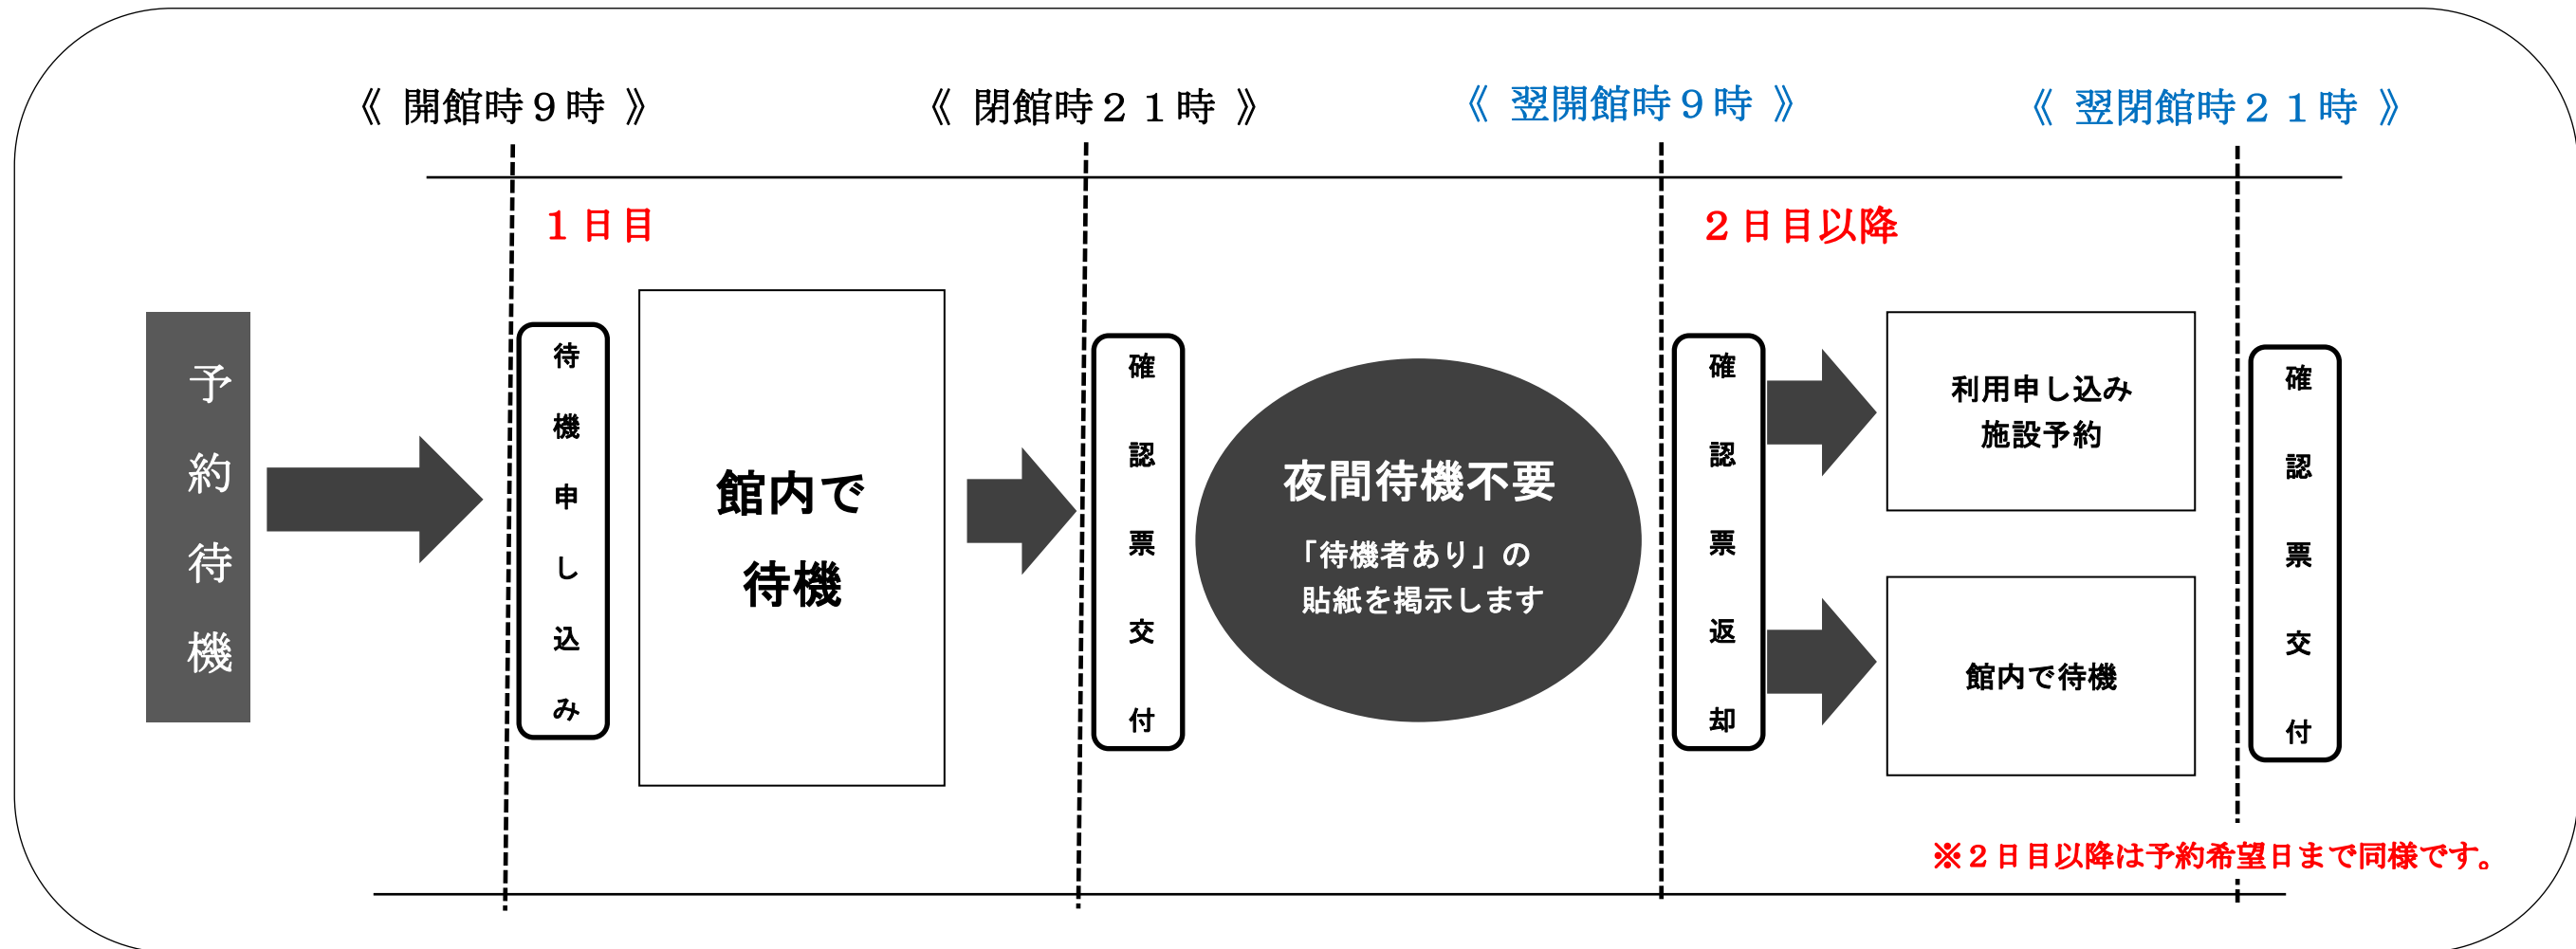 《 開館時９時 》
《 閉館時２１時 》
《 翌開館時９時 》
《 翌閉館時２１時 》
１日目
２日目以降
予約待機
待機申し込み
館内で
待機
確認票交付
夜間待機不要
「待機者あり」の
貼紙を掲示します
確認票返却
利用申し込み
施設予約
館内で待機
確認票交付
※２日目以降は予約希望日まで同様です。